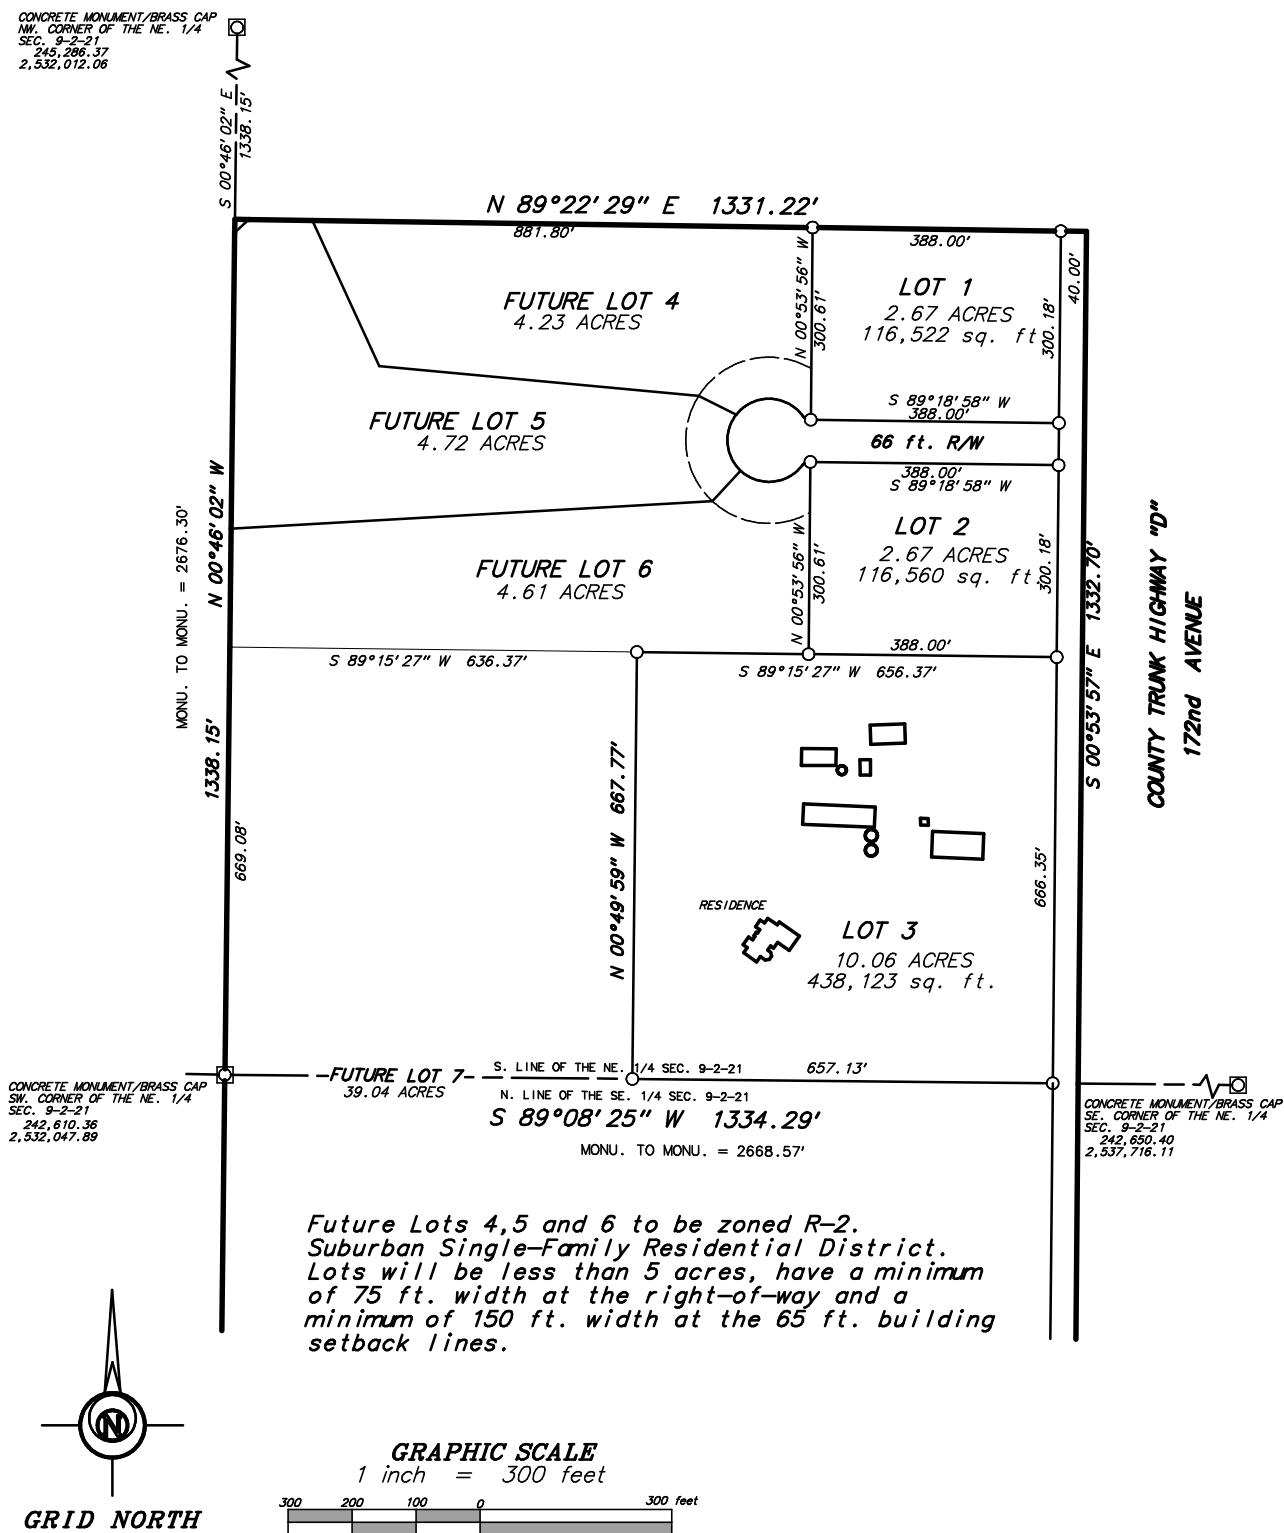 CONCRETE MONUMENT/BRASS CAP
NW. CORNER OF THE NE. 1/4
SEC. 9-2-21
245,286.37
2,532,012.06
S 00°46'02" E
1338.15'
N 89°22'29" E 1331.22'
881.80'
388.00'
40.00'
FUTURE LOT 4
4.23 ACRES
N 00°53'56" W
300.61'
LOT 1
2.67 ACRES
116,522 sq. ft
300.18'
S 89°18'58" W
388.00'
FUTURE LOT 5
4.72 ACRES
66 ft. R/W
388.00'
S 89°18'58" W
N 00°46'02" W
1338.15'
MONU. TO MONU. = 2676.30'
LOT 2
2.67 ACRES
116,560 sq. ft.
N 00°53'56" W
300.61'
300.18'
S 00°53'57" E 1332.70'
COUNTY TRUNK HIGHWAY "D"
172nd AVENUE
FUTURE LOT 6
4.61 ACRES
388.00'
S 89°15'27" W 636.37'
S 89°15'27" W 656.37'
N 00°49'59" W 667.77'
669.08'
666.35'
RESIDENCE
LOT 3
10.06 ACRES
438,123 sq. ft.
S. LINE OF THE NE. 1/4 SEC. 9-2-21
657.13'
FUTURE LOT 7
39.04 ACRES
N. LINE OF THE SE. 1/4 SEC. 9-2-21
S 89°08'25" W 1334.29'
MONU. TO MONU. = 2668.57'
CONCRETE MONUMENT/BRASS CAP
SW. CORNER OF THE NE. 1/4
SEC. 9-2-21
242,610.36
2,532,047.89
CONCRETE MONUMENT/BRASS CAP
SE. CORNER OF THE NE. 1/4
SEC. 9-2-21
242,650.40
2,537,716.11
Future Lots 4,5 and 6 to be zoned R-2.
Suburban Single-Family Residential District.
Lots will be less than 5 acres, have a minimum
of 75 ft. width at the right-of-way and a
minimum of 150 ft. width at the 65 ft. building
setback lines.
N
GRID NORTH
GRAPHIC SCALE
1 inch = 300 feet
300 200 100 0 300 feet